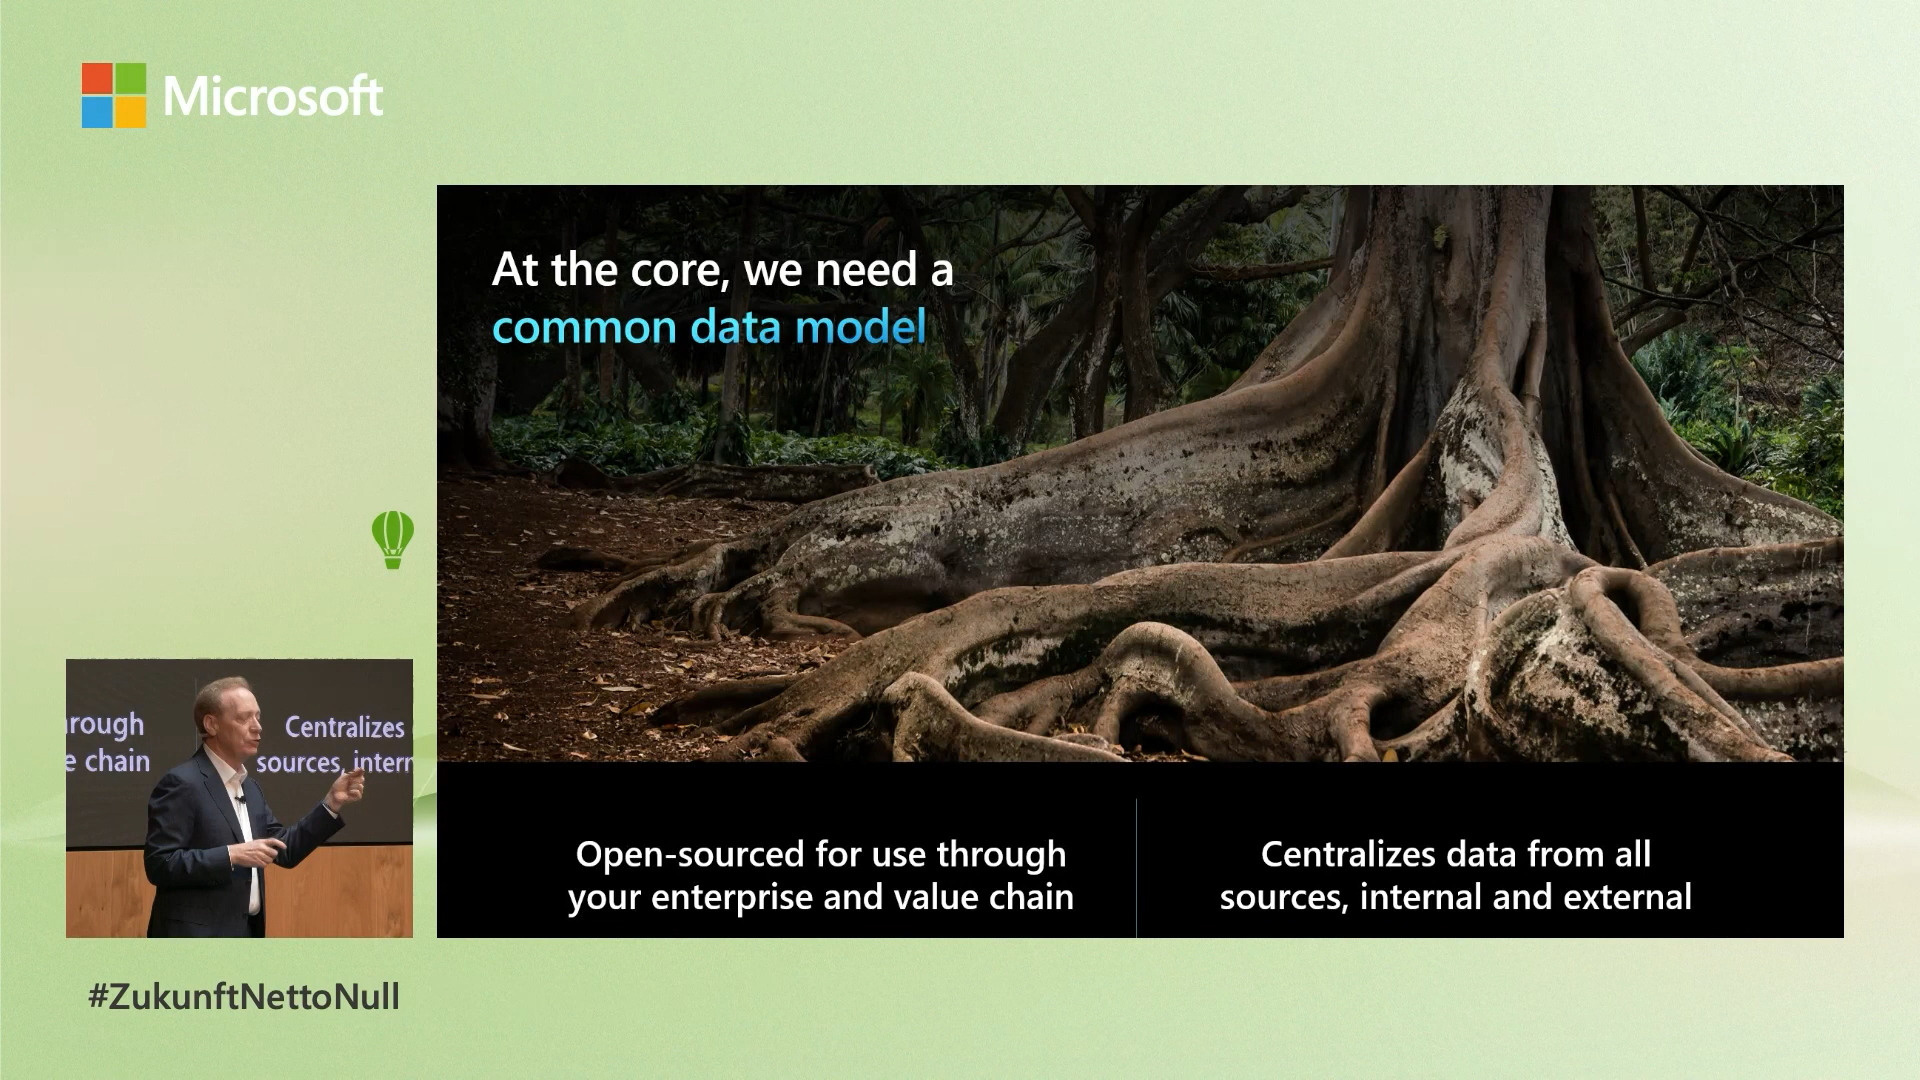 Microsoft
At the core, we need a
common data model
rough
e chain
Centralizes
sources, intern
Open-sourced for use through
your enterprise and value chain
Centralizes data from all
sources, internal and external
#ZukunftNettoNull